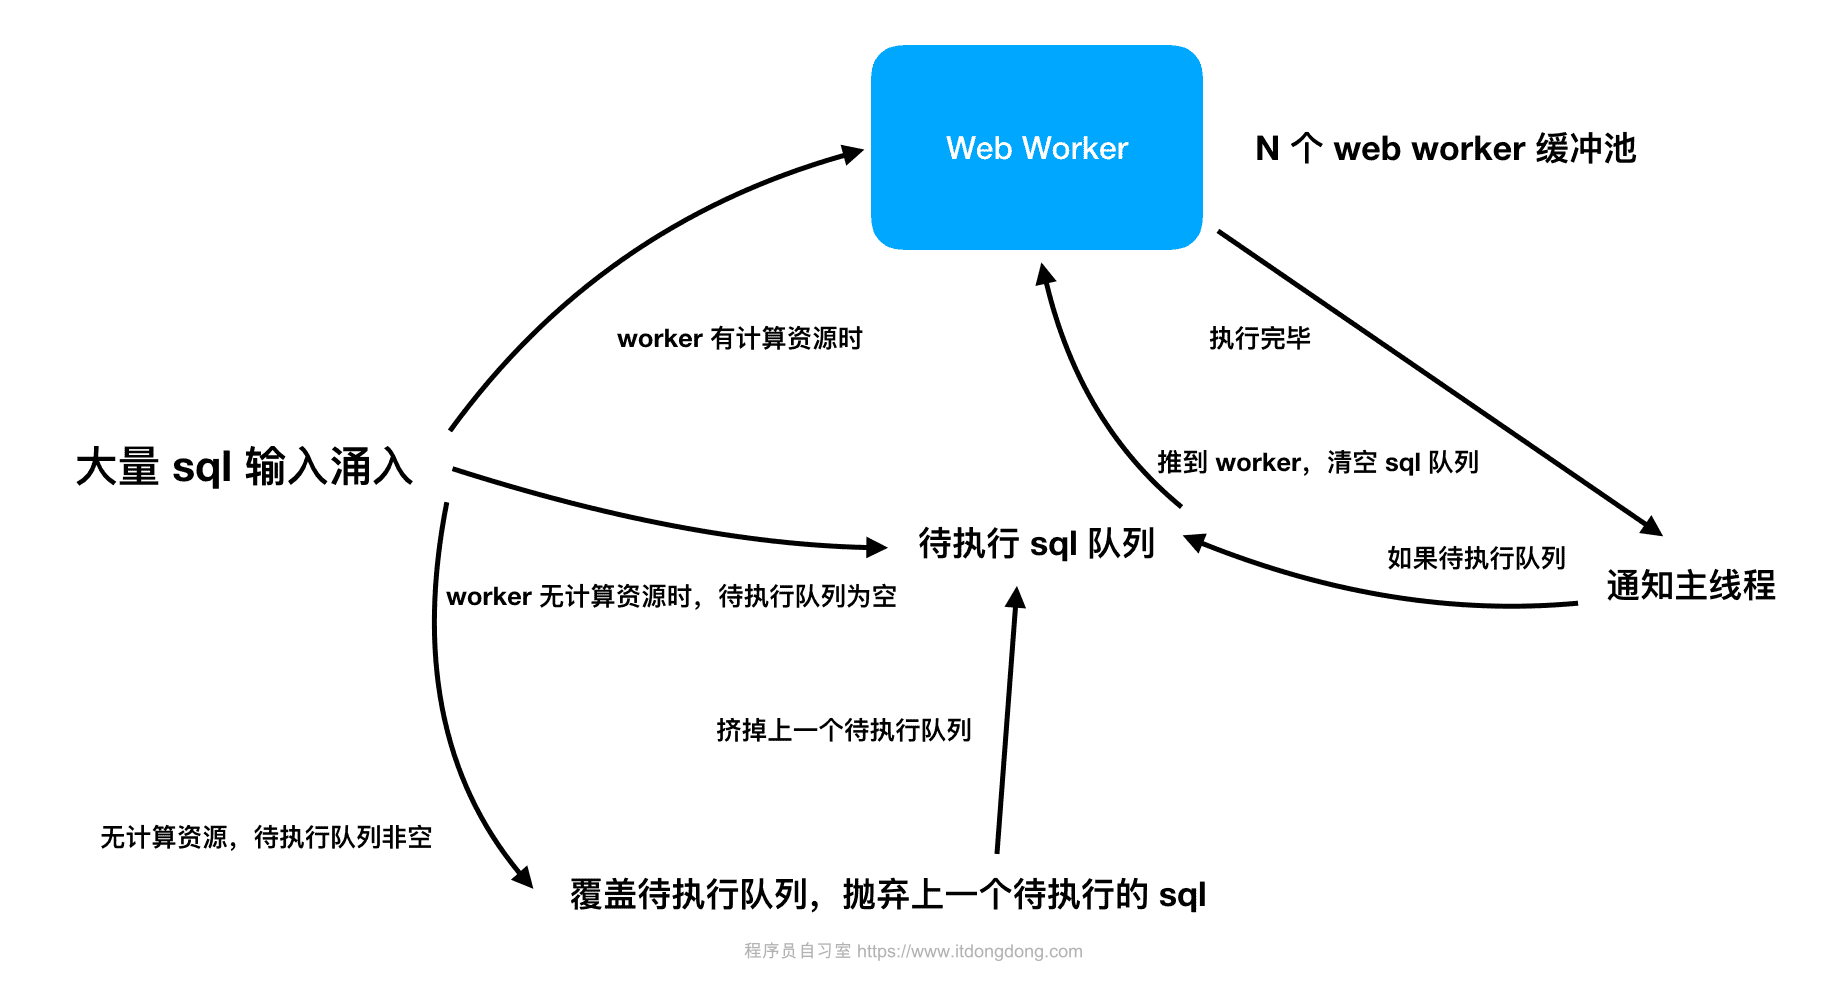 Web Worker
N 个 web worker 缓冲池
worker 有计算资源时
执行完毕
大量 sql 输入涌入
推到 worker，清空 sql 队列
待执行 sql 队列
如果待执行队列
通知主线程
worker 无计算资源时，待执行队列为空
挤掉上一个待执行队列
无计算资源，待执行队列非空
覆盖待执行队列，抛弃上一个待执行的 sql
程序员自习室 https://www.itdongdong.com